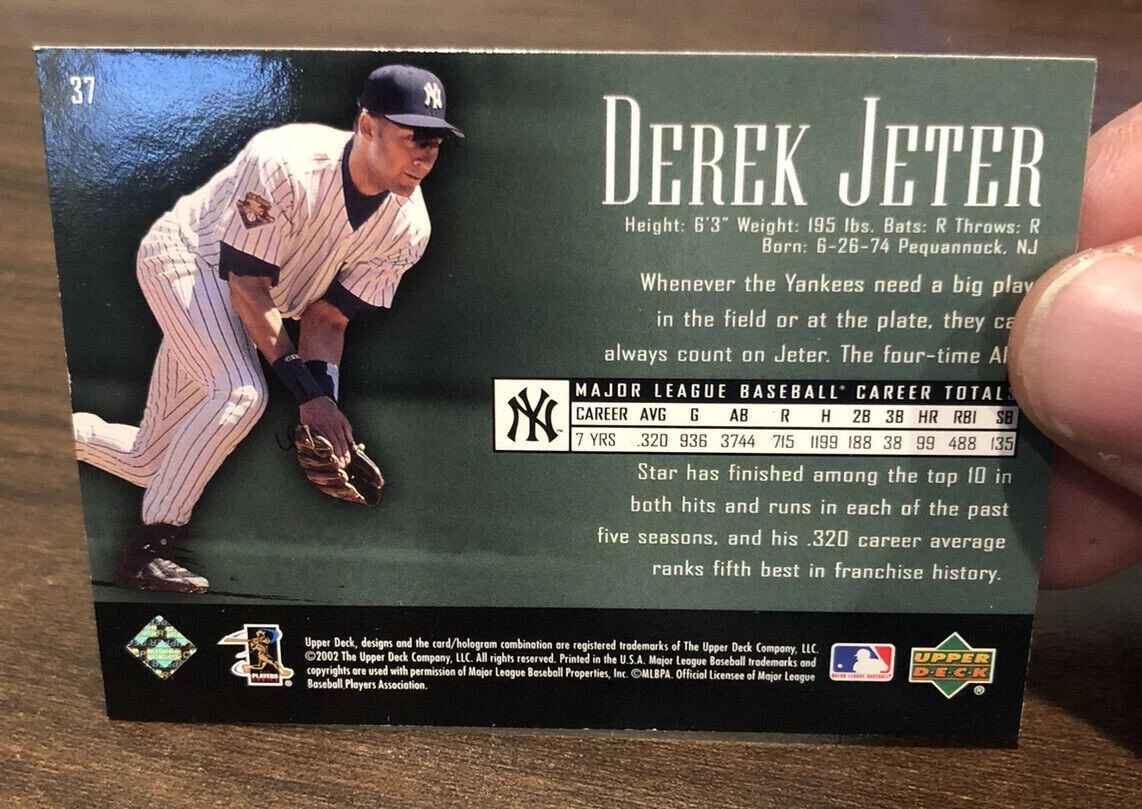 37
DEREK JETER
Height: 6'3" Weight: 195 lbs. Bats: R Throws: R
Born: 6-26-74 Pequannock, NJ
Whenever the Yankees need a big play
in the field or at the plate, they ca
always count on Jeter. The four-time Al
MAJOR LEAGUE BASEBALL® CAREER TOTALS
CAREER AVG G AB R H 2B 3B HR RBI SB
7 YRS .320 936 3744 715 1199 188 38 99 488 135
NY
Star has finished among the top 10 in
both hits and runs in each of the past
five seasons, and his .320 career average
ranks fifth best in franchise history.
PLAYERS
Upper Deck, designs and the card/hologram combination are registered trademarks of The Upper Deck Company, LLC.
©2002 The Upper Deck Company, LLC. All rights reserved. Printed in the U.S.A. Major League Baseball trademarks and
copyrights are used with permission of Major League Baseball Properties, Inc. ©MLBPA. Official Licensee of Major League
Baseball Players Association.
MAJOR LEAGUE BASEBALL
UPPER
DECK®